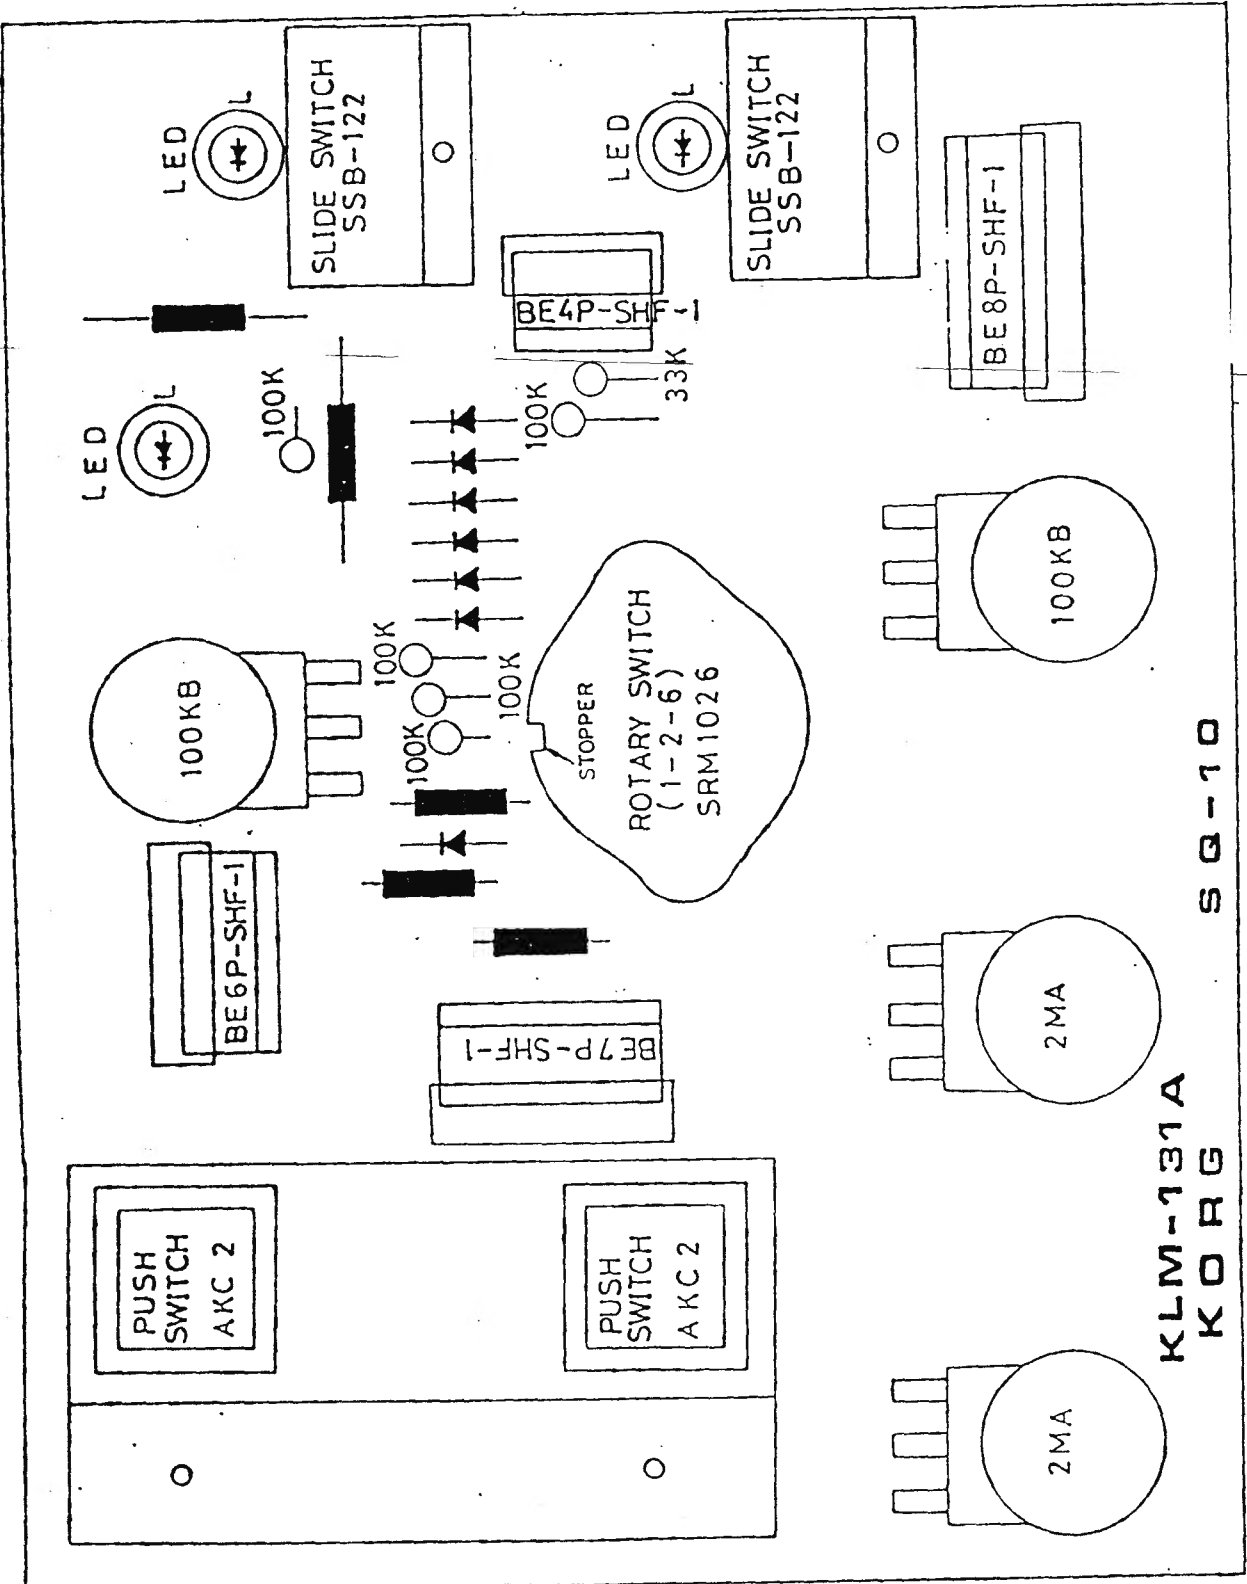 LED
L
SLIDE SWITCH
SSB-122
LED
L
SLIDE SWITCH
SSB-122
BE4P-SHF-1
BE8P-SHF-1
LED
L
100K
100K
33K
100KB
100K
100K
100K
STOPPER
ROTARY SWITCH
(1-2-6)
SRM1026
100KB
BE6P-SHF-1
BE7P-SHF-1
2MA
PUSH
SWITCH
AKC 2
PUSH
SWITCH
AKC 2
2MA
KLM-131A
KORG SQ-10